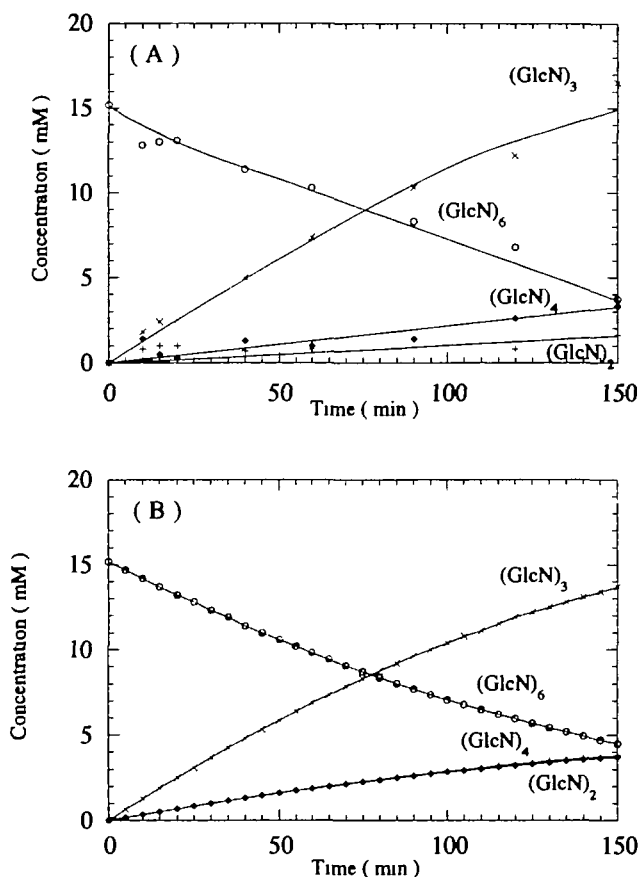 20
( A )
(GlcN)3
15
Concentration ( mM )
10
(GlcN)6
5
(GlcN)4
(GlcN)2
0
0
50
100
150
Time ( min )
20
( B )
(GlcN)3
15
Concentration ( mM )
10
(GlcN)6
5
(GlcN)4
(GlcN)2
0
0
50
100
150
Time ( min )